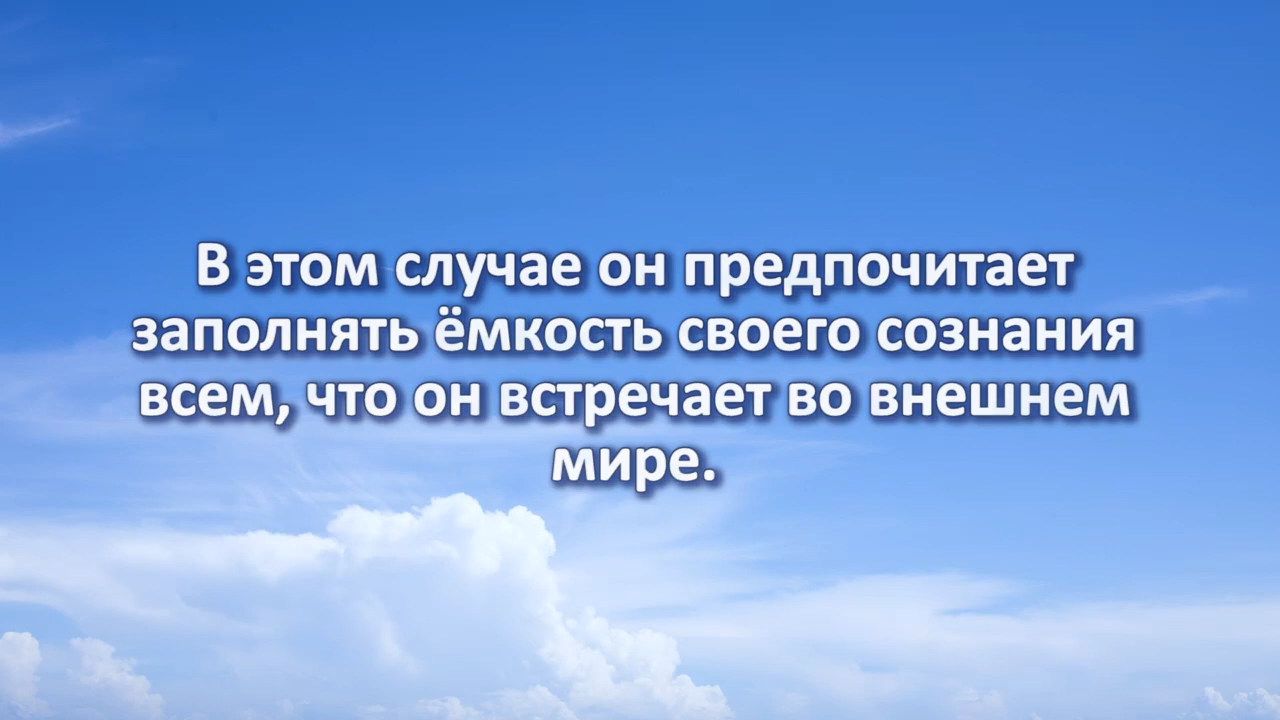 В этом случае он предпочитает
заполнять ёмкость своего сознания
всем, что он встречает во внешнем
мире.